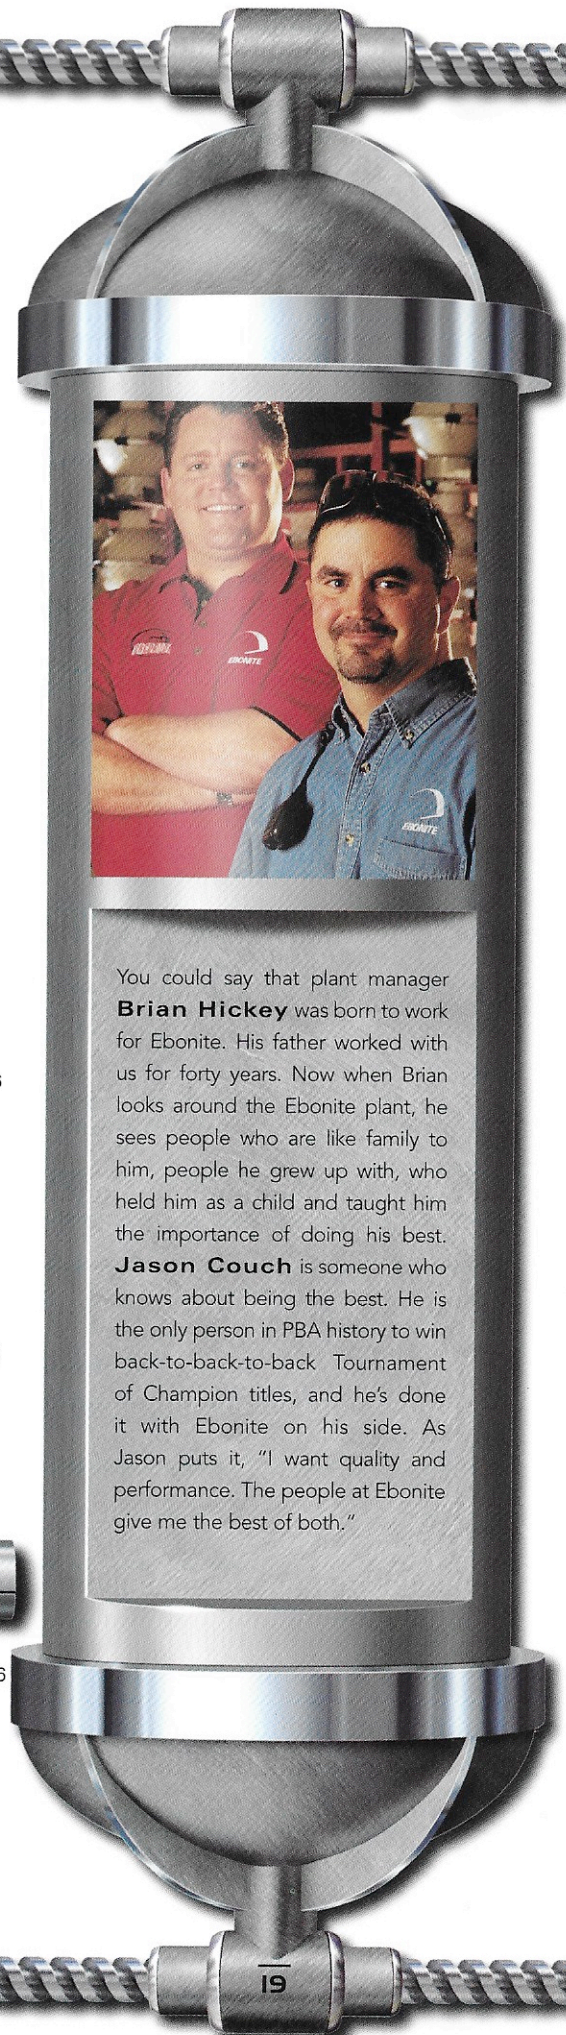 EBONITE
EBONITE
You could say that plant manager
Brian Hickey was born to work
for Ebonite. His father worked with
us for forty years. Now when Brian
looks around the Ebonite plant, he
sees people who are like family to
him, people he grew up with, who
held him as a child and taught him
the importance of doing his best.
Jason Couch is someone who
knows about being the best. He is
the only person in PBA history to win
back-to-back-to-back Tournament
of Champion titles, and he's done
it with Ebonite on his side. As
Jason puts it, “I want quality and
performance. The people at Ebonite
give me the best of both.”
6
19